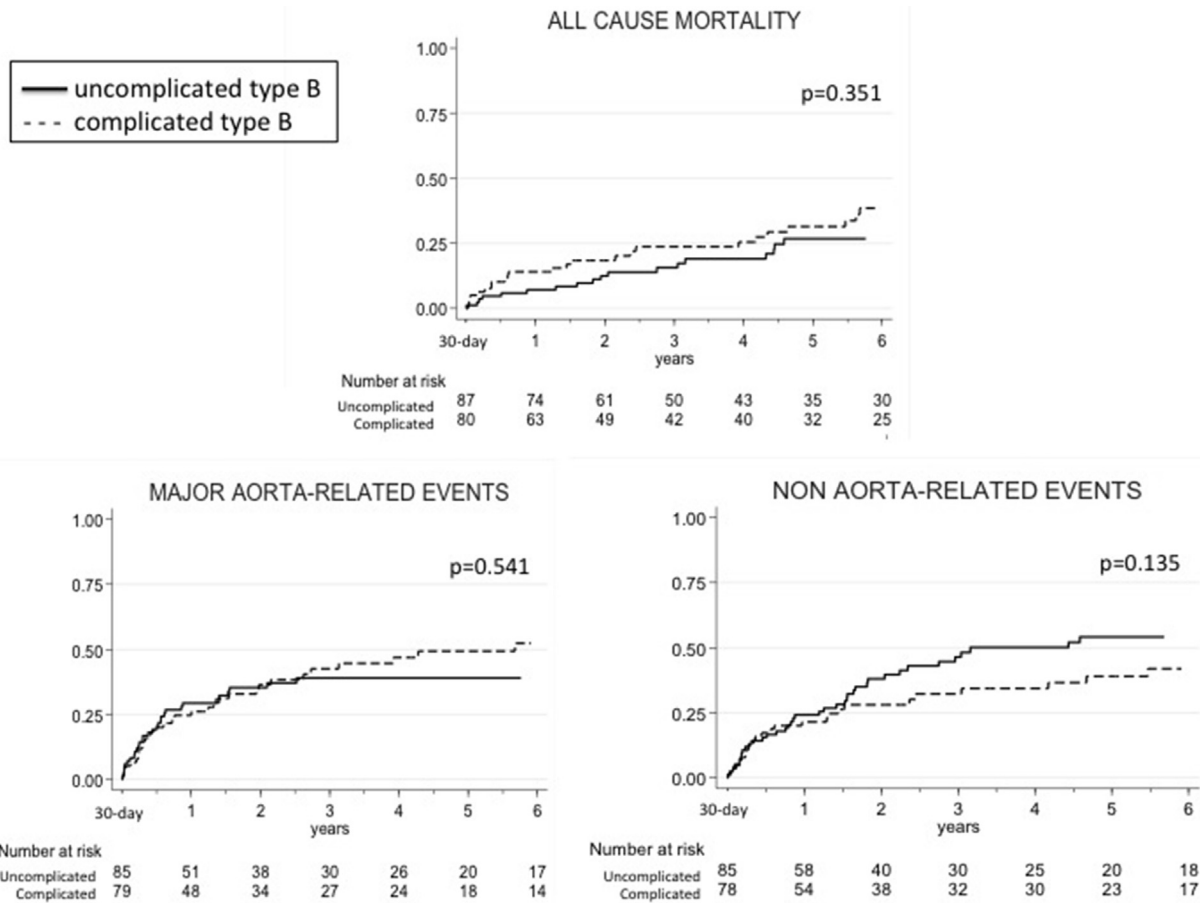 ALL CAUSE MORTALITY
uncomplicated type B
complicated type B
p=0.351
1.00
0.75
0.50
0.25
0.00
30-day 1 2 3 4 5 6
years
Number at risk
Uncomplicated 87 74 61 50 43 35 30
Complicated 80 63 49 42 40 32 25
MAJOR AORTA-RELATED EVENTS
p=0.541
1.00
0.75
0.50
0.25
0.00
30-day 1 2 3 4 5 6
years
Number at risk
Uncomplicated 85 51 38 30 26 20 17
Complicated 79 48 34 27 24 18 14
NON AORTA-RELATED EVENTS
p=0.135
1.00
0.75
0.50
0.25
0.00
30-day 1 2 3 4 5 6
years
Number at risk
Uncomplicated 85 58 40 30 25 20 18
Complicated 78 54 38 32 30 23 17